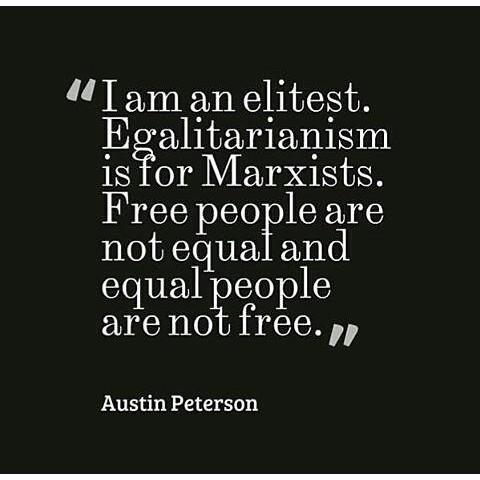 "I am an elitest.
Egalitarianism
is for Marxists.
Free people are
not equal and
equal people
are not free."
Austin Peterson